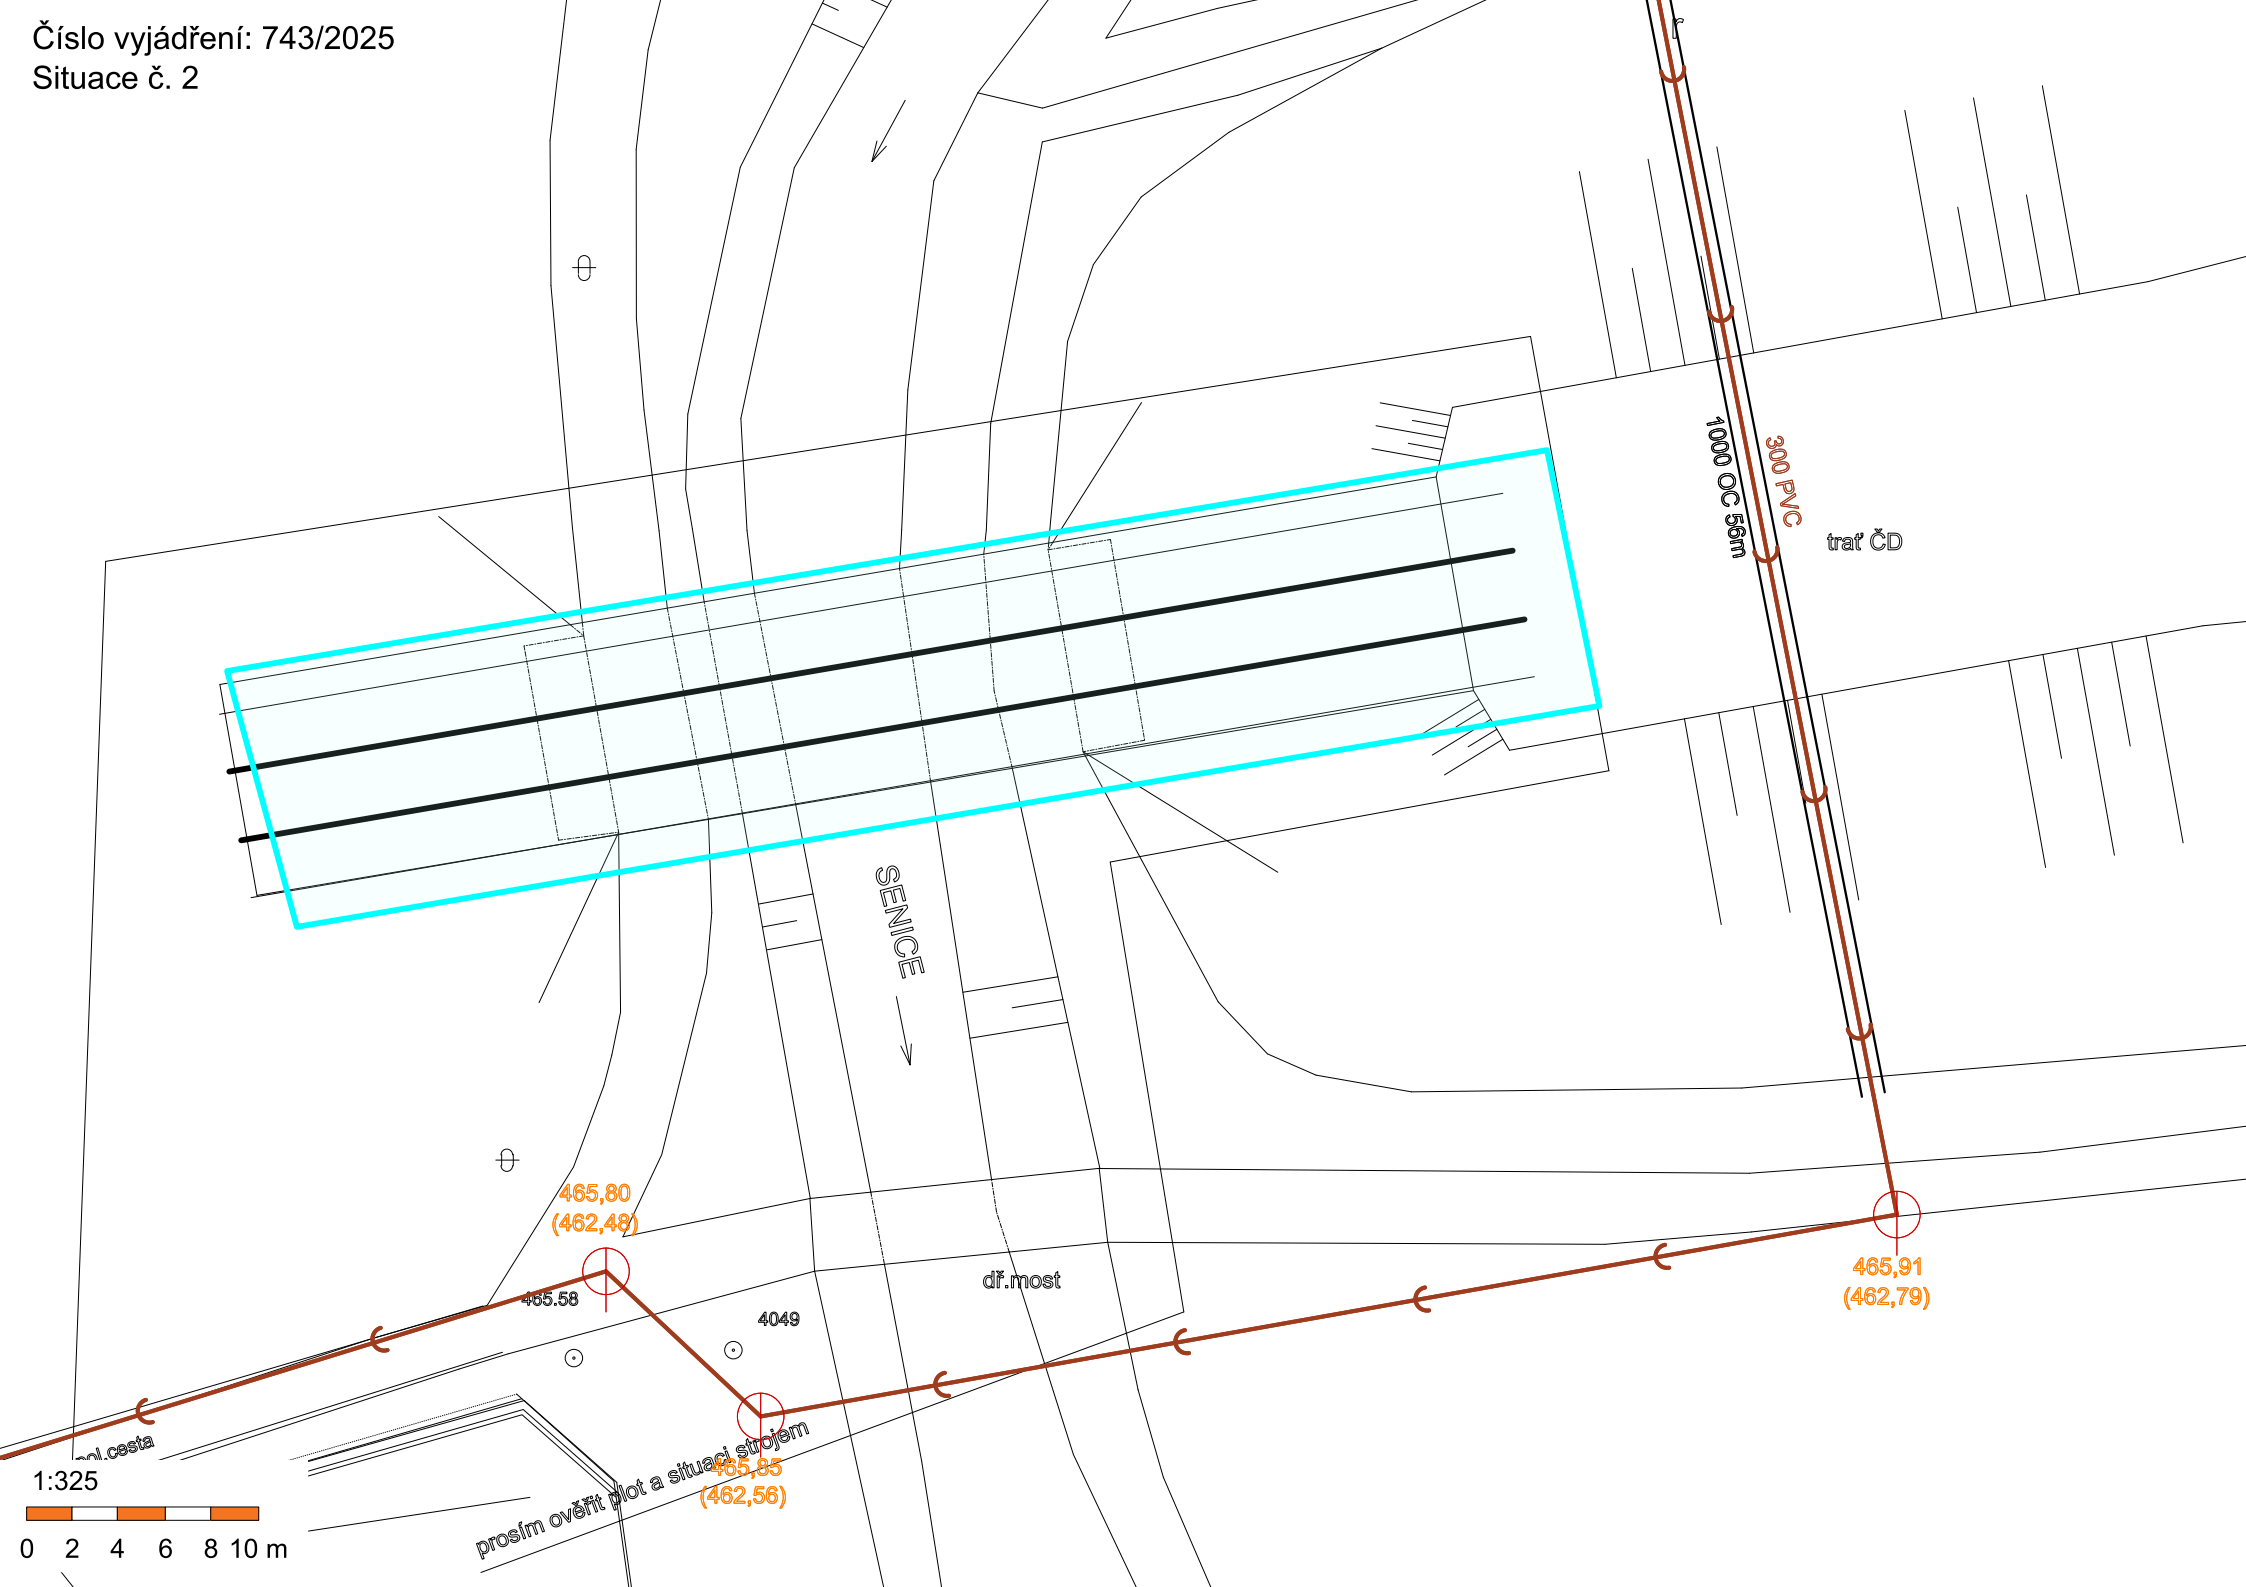 Číslo vyjádření: 743/2025
Situace č. 2
1000 OC 56m
300 PVC
trať ČD
SENICE
465,80
(462,48)
465.58
4049
dř.most
465,91
(462,79)
pol.cesta
prosím ověřit plot a situaci strojem
465,85
(462,56)
1:325
0 2 4 6 8 10 m